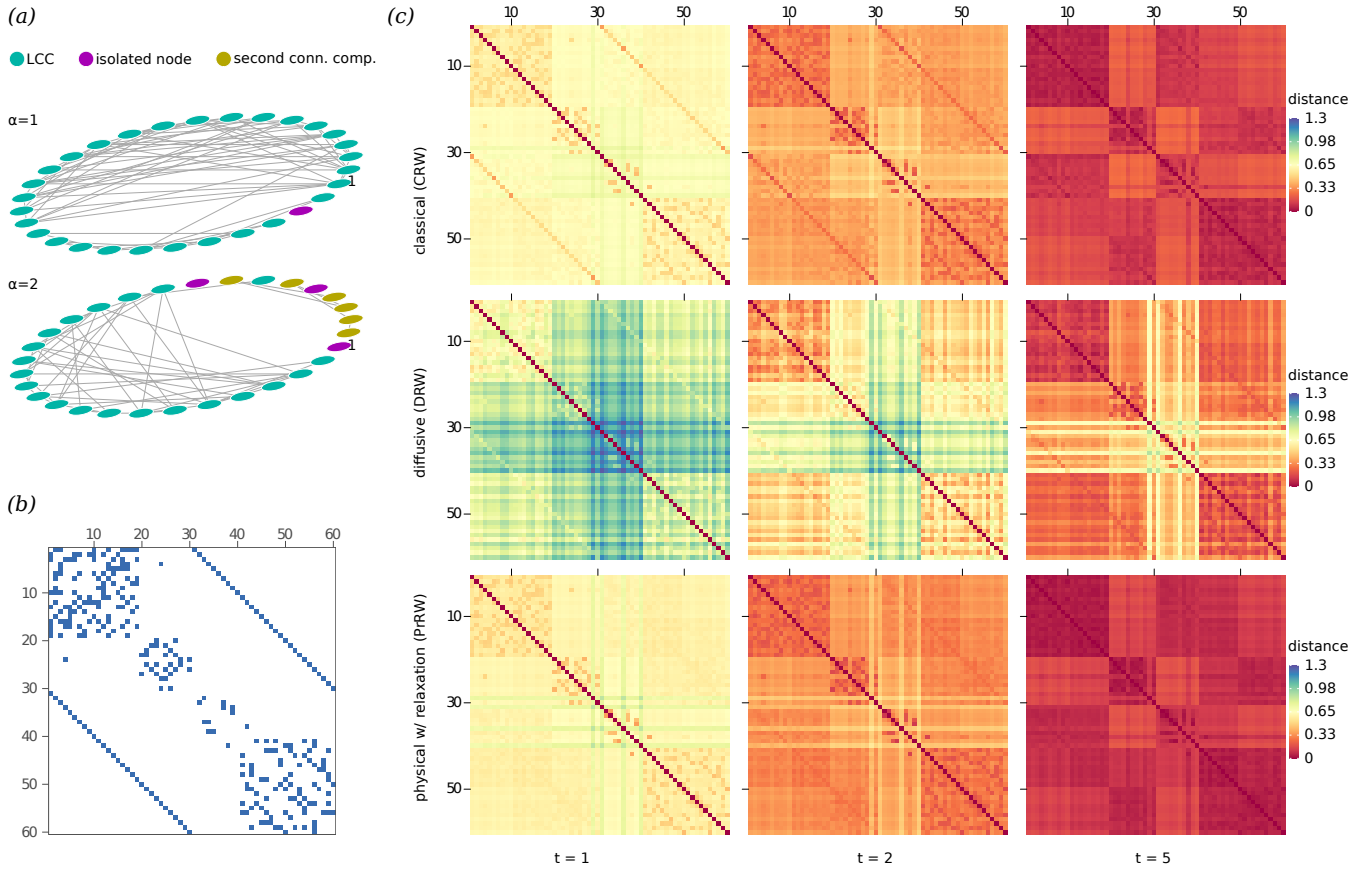 (a)
LCC
isolated node
second conn. comp.
α=1
1
α=2
1
(b)
10 20 30 40 50 60
10
20
30
40
50
60
(c)
10 30 50
10 30 50
10 30 50
classical (CRW)
10
30
50
distance
1.3
0.98
0.65
0.33
0
diffusive (DRW)
10
30
50
distance
1.3
0.98
0.65
0.33
0
physical w/ relaxation (PrRW)
10
30
50
distance
1.3
0.98
0.65
0.33
0
t = 1
t = 2
t = 5